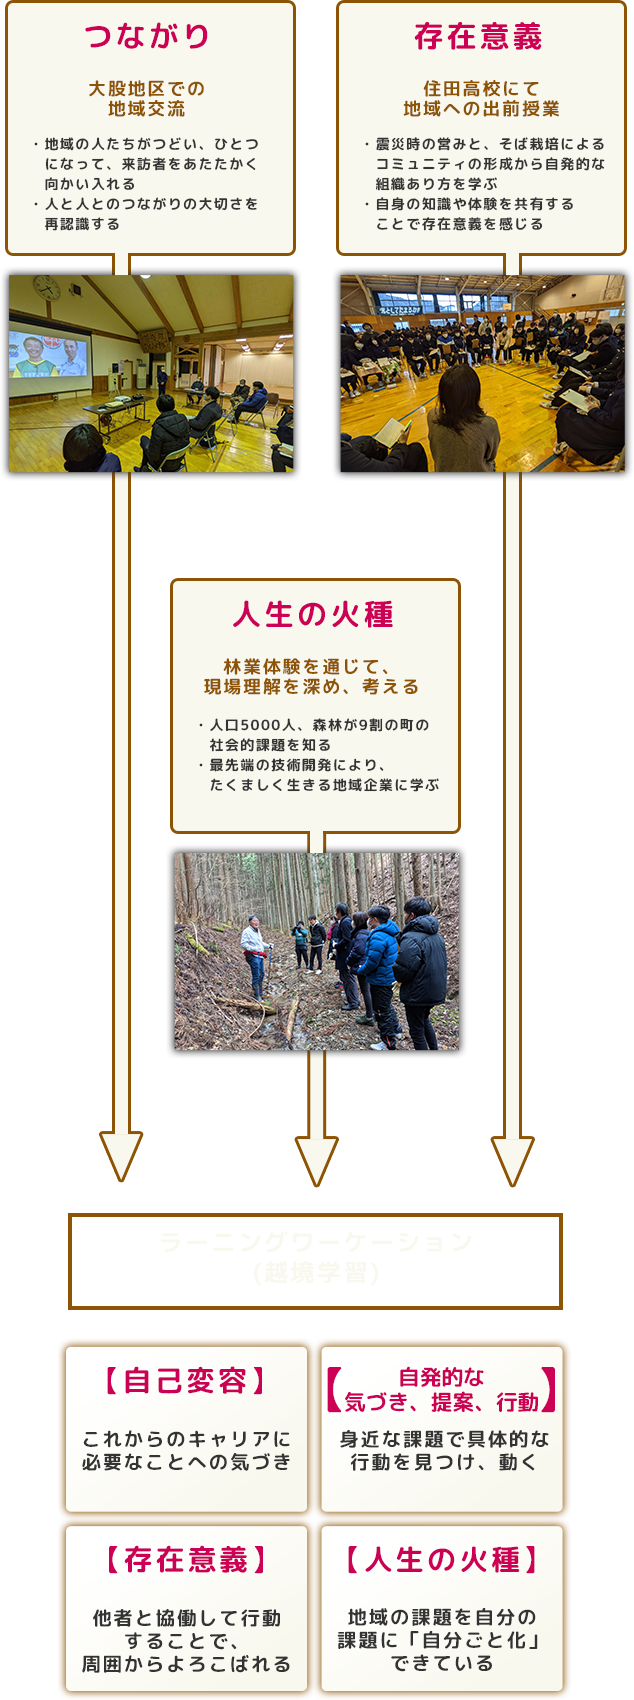 つながり
大股地区での
地域交流
・地域の人たちがつどい、ひとつ
になって、来訪者をあたたかく
向かい入れる
・人と人とのつながりの大切さを
再認識する
存在意義
住田高校にて
地域への出前授業
・震災時の営みと、そば栽培による
コミュニティの形成から自発的な
組織あり方を学ぶ
・自身の知識や体験を共有する
ことで存在意義を感じる
人生の火種
林業体験を通じて、
現場理解を深め、考える
・人口5000人、森林が9割の町の
社会的課題を知る
・最先端の技術開発により、
たくましく生きる地域企業に学ぶ
ラーニングワーケーション
(越境学習)
【自己変容】
これからのキャリアに
必要なことへの気づき
【自発的な
気づき、提案、行動】
身近な課題で具体的な
行動を見つけ、動く
【存在意義】
他者と協働して行動
することで、
周囲からよろこばれる
【人生の火種】
地域の課題を自分の
課題に「自分ごと化」
できている